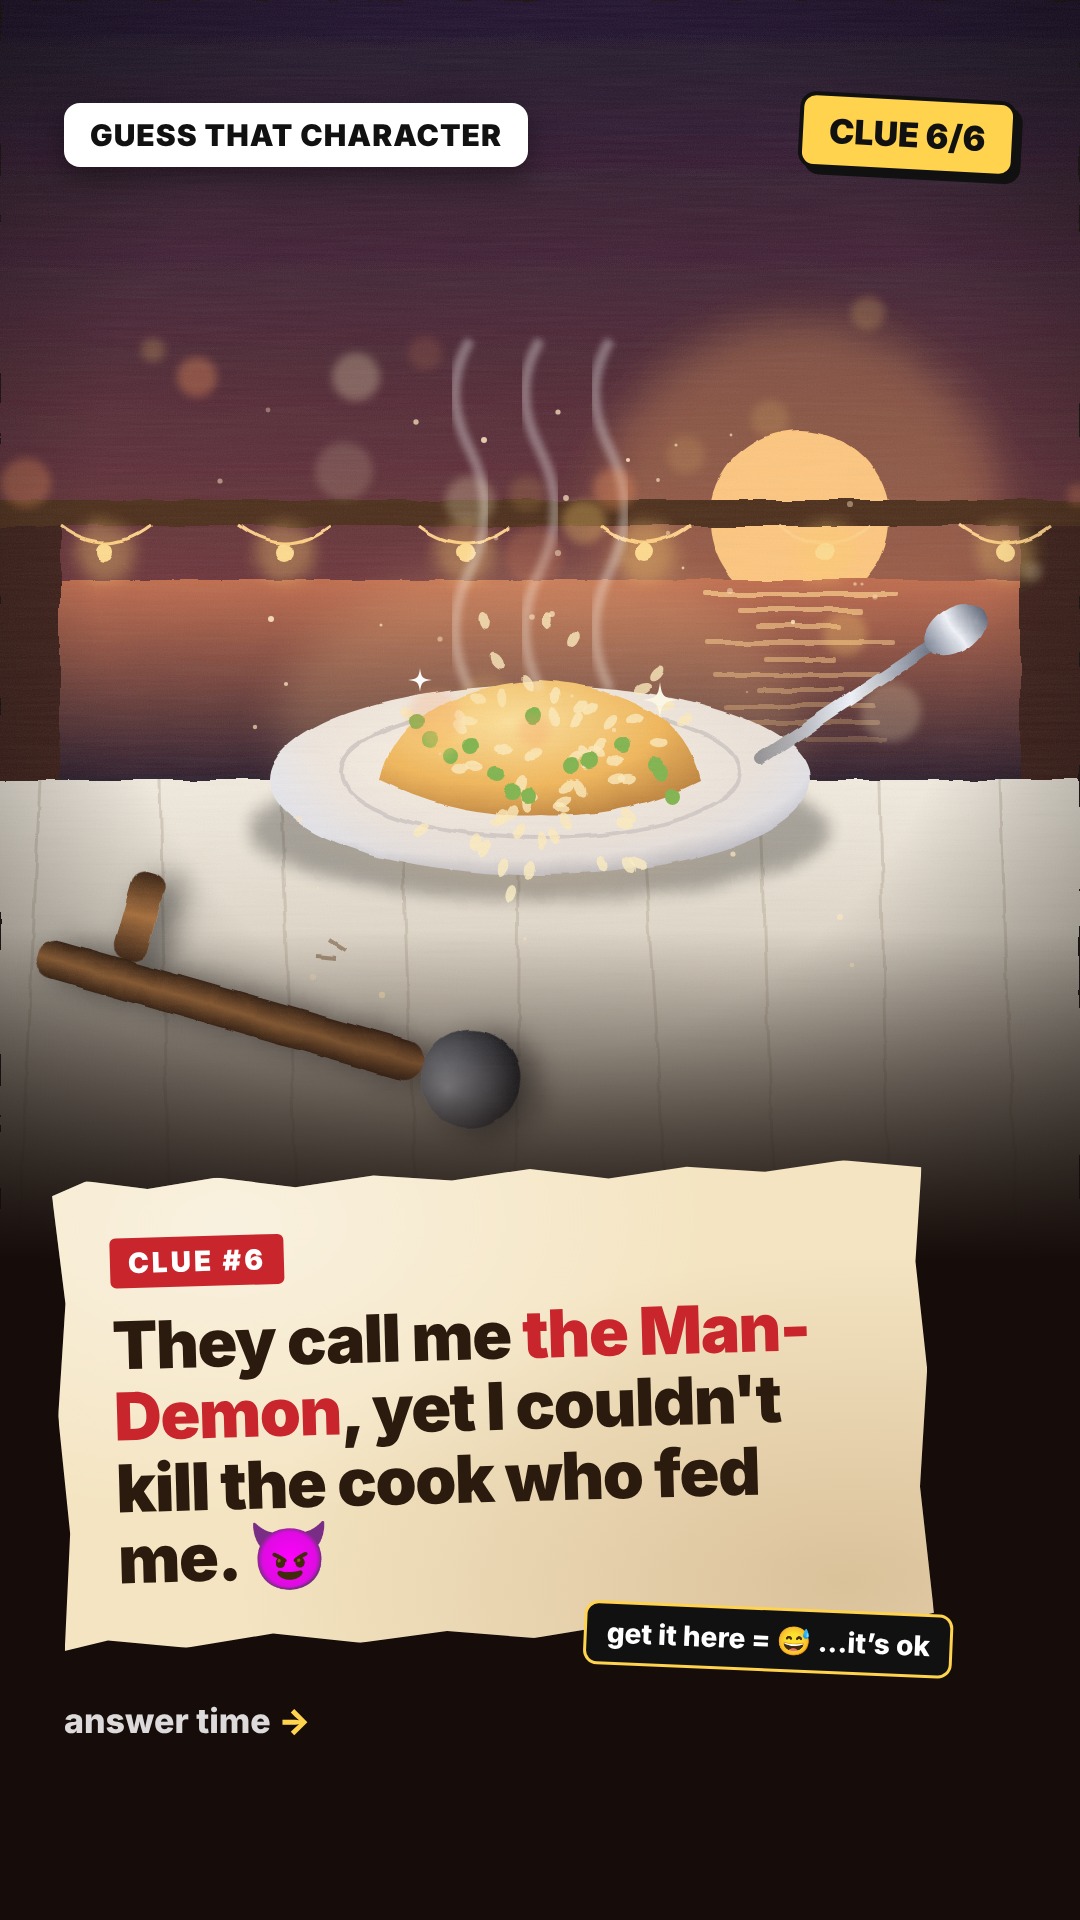 GUESS THAT CHARACTER
CLUE 6/6
CLUE #6
They call me the Man-
Demon, yet I couldn't
kill the cook who fed
me. 😈
get it here = 😅 ...it's ok
answer time →